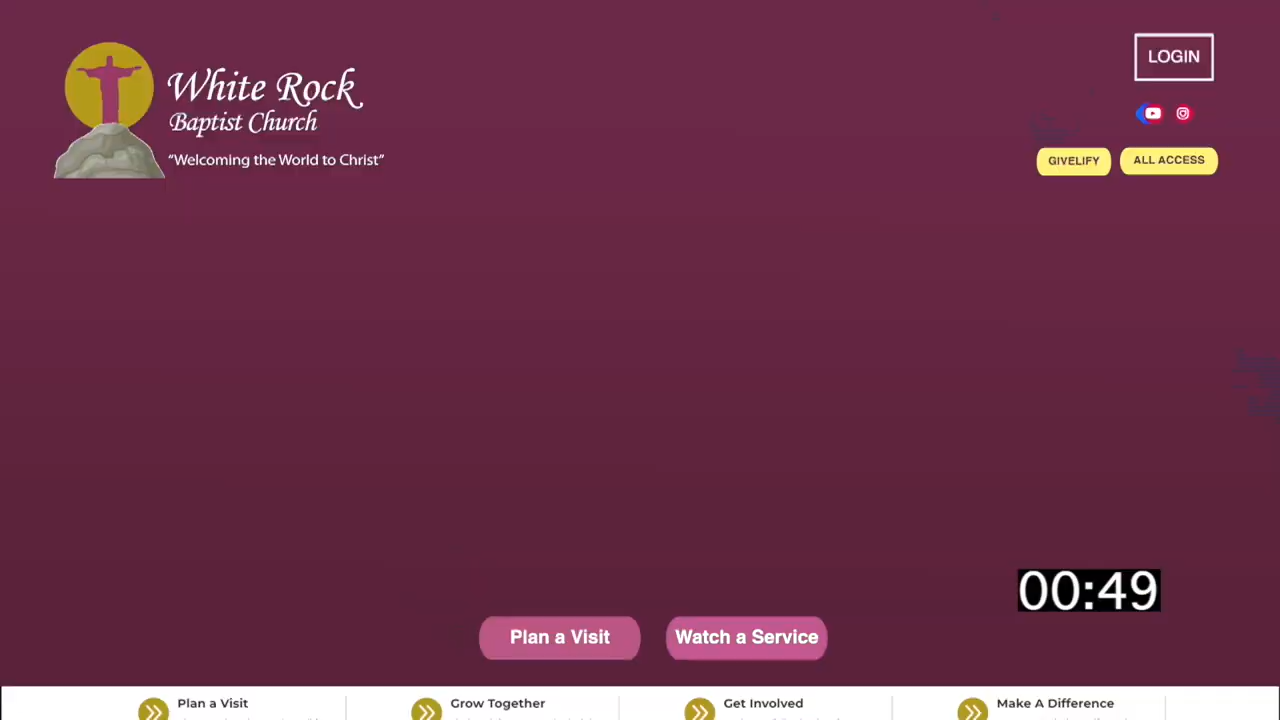 White Rock
Baptist Church
“Welcoming the World to Christ”
LOGIN
GIVELIFY
ALL ACCESS
00:49
Plan a Visit
Watch a Service
Plan a Visit
Grow Together
Get Involved
Make A Difference